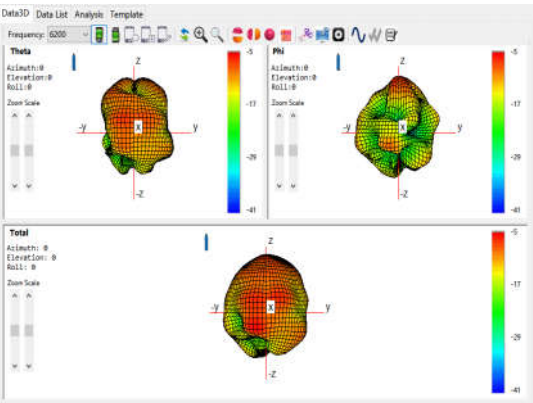 Data3D Data List Analysis Template
Frequency: 6200
Theta
Azimuth:0
Elevation:0
Roll:0
Zoom Scale
Z
-y
X
y
-Z
-5
-17
-29
-41
Phi
Azimuth:0
Elevation:0
Roll:0
Zoom Scale
Z
-y
X
y
-Z
-5
-17
-29
-41
Total
Azimuth: 0
Elevation: 0
Roll: 0
Zoom Scale
Z
-y
X
y
-Z
-5
-17
-29
-41